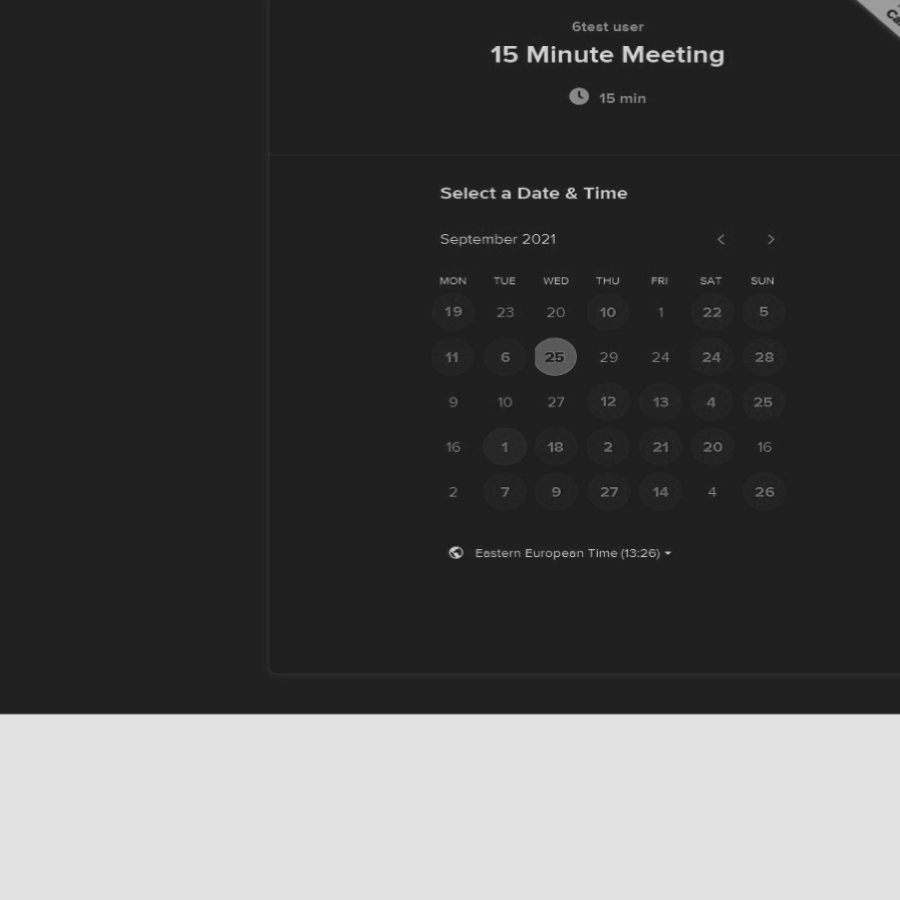 6test user
15 Minute Meeting
15 min
Select a Date & Time
September 2021
MON TUE WED THU FRI SAT SUN
19 23 20 10 1 22 5
11 6 25 29 24 24 28
9 10 27 12 13 4 25
16 1 18 2 21 20 16
2 7 9 27 14 4 26
Eastern European Time (13:26)